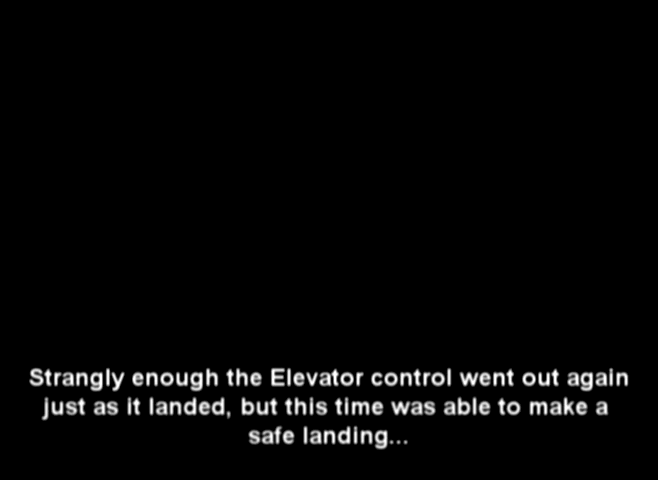 Strangly enough the Elevator control went out again
just as it landed, but this time was able to make a
safe landing...